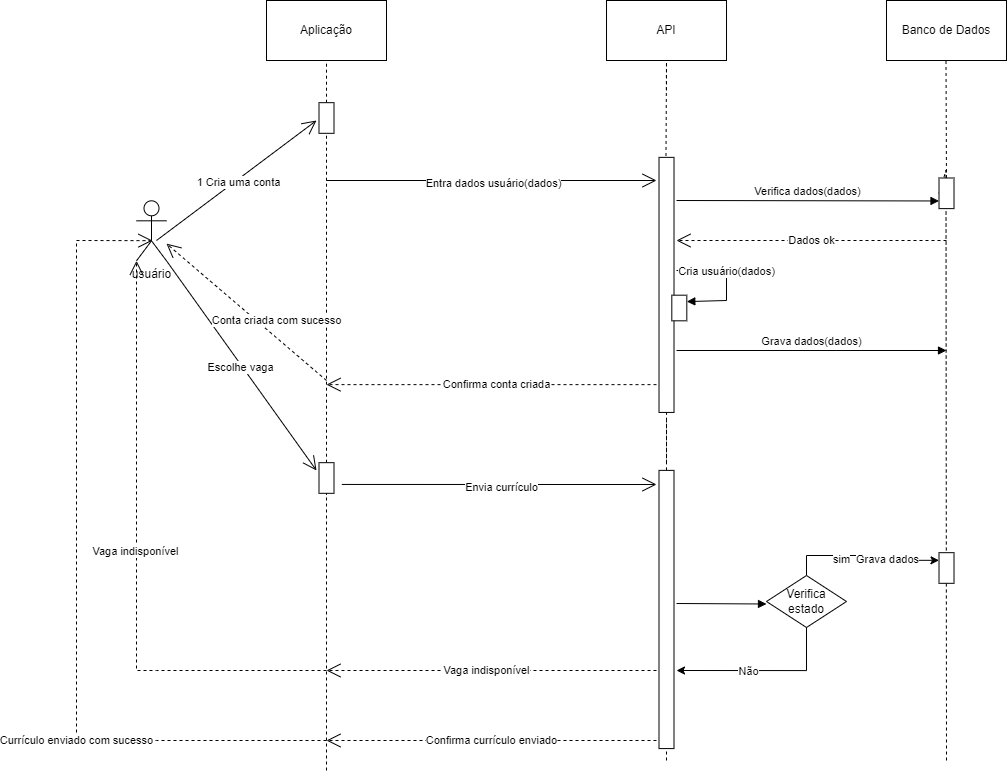 Aplicação
API
Banco de Dados
1 Cria uma conta
Entra dados usuário(dados)
Verifica dados(dados)
Dados ok
usuário
Cria usuário(dados)
Conta criada com sucesso
Grava dados(dados)
Escolhe vaga
Confirma conta criada
Envia currículo
Vaga indisponível
sim
Grava dados
Verifica
estado
Vaga indisponível
Não
Currículo enviado com sucesso
Confirma currículo enviado